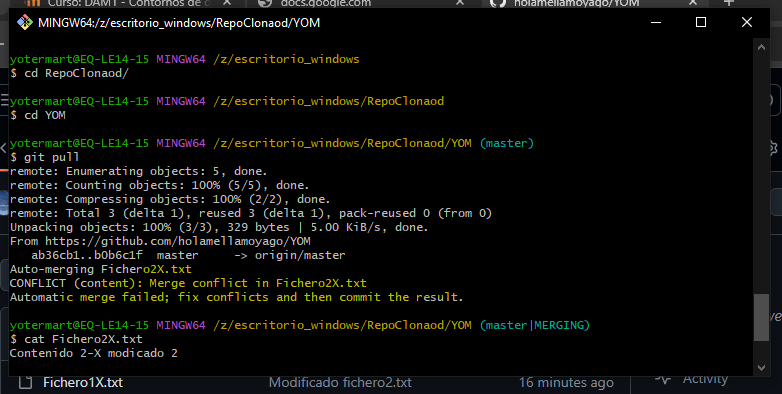 Curso: DAMT - Contornos de d
docs.google.com
holamellamoyago/YOM
MINGW64:/z/escritorio_windows/RepoClonaod/YOM
yotermart@EQ-LE14-15 MINGW64 /z/escritorio_windows
$ cd RepoClonaod/
yotermart@EQ-LE14-15 MINGW64 /z/escritorio_windows/RepoClonaod
$ cd YOM
yotermart@EQ-LE14-15 MINGW64 /z/escritorio_windows/RepoClonaod/YOM (master)
$ git pull
remote: Enumerating objects: 5, done.
remote: Counting objects: 100% (5/5), done.
remote: Compressing objects: 100% (2/2), done.
remote: Total 3 (delta 1), reused 3 (delta 1), pack-reused 0 (from 0)
Unpacking objects: 100% (3/3), 329 bytes | 5.00 KiB/s, done.
From https://github.com/holamellamoyago/YOM
   ab36cb1..b0b6c1f  master     -> origin/master
Auto-merging Fichero2X.txt
CONFLICT (content): Merge conflict in Fichero2X.txt
Automatic merge failed; fix conflicts and then commit the result.
yotermart@EQ-LE14-15 MINGW64 /z/escritorio_windows/RepoClonaod/YOM (master|MERGING)
$ cat Fichero2X.txt
Contenido 2-X modicado 2
Fichero1X.txt Modificado fichero2.txt 16 minutes ago Activity